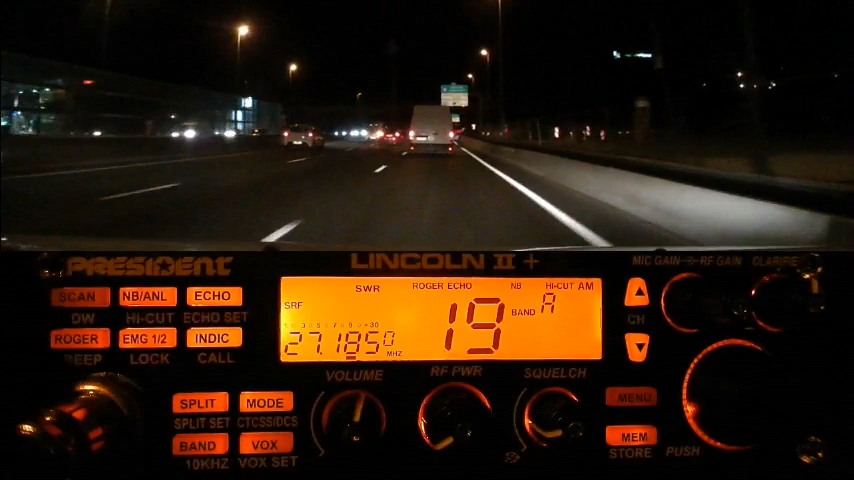 PRESIDENT
LINCOLN II +
MIC GAIN RF GAIN CLARIFIE
SCAN NB/ANL ECHO
DW HI-CUT ECHO SET
ROGER EMG 1/2 INDIC
BEEP LOCK CALL
SWR ROGER ECHO NB HI-CUT AM
SRF
19 BAND A
27.1850 MHZ
CH
VOLUME RF PWR SQUELCH
SPLIT MODE
SPLIT SET CTCSS/DCS
BAND VOX
10KHZ VOX SET
MENU
MEM
STORE PUSH